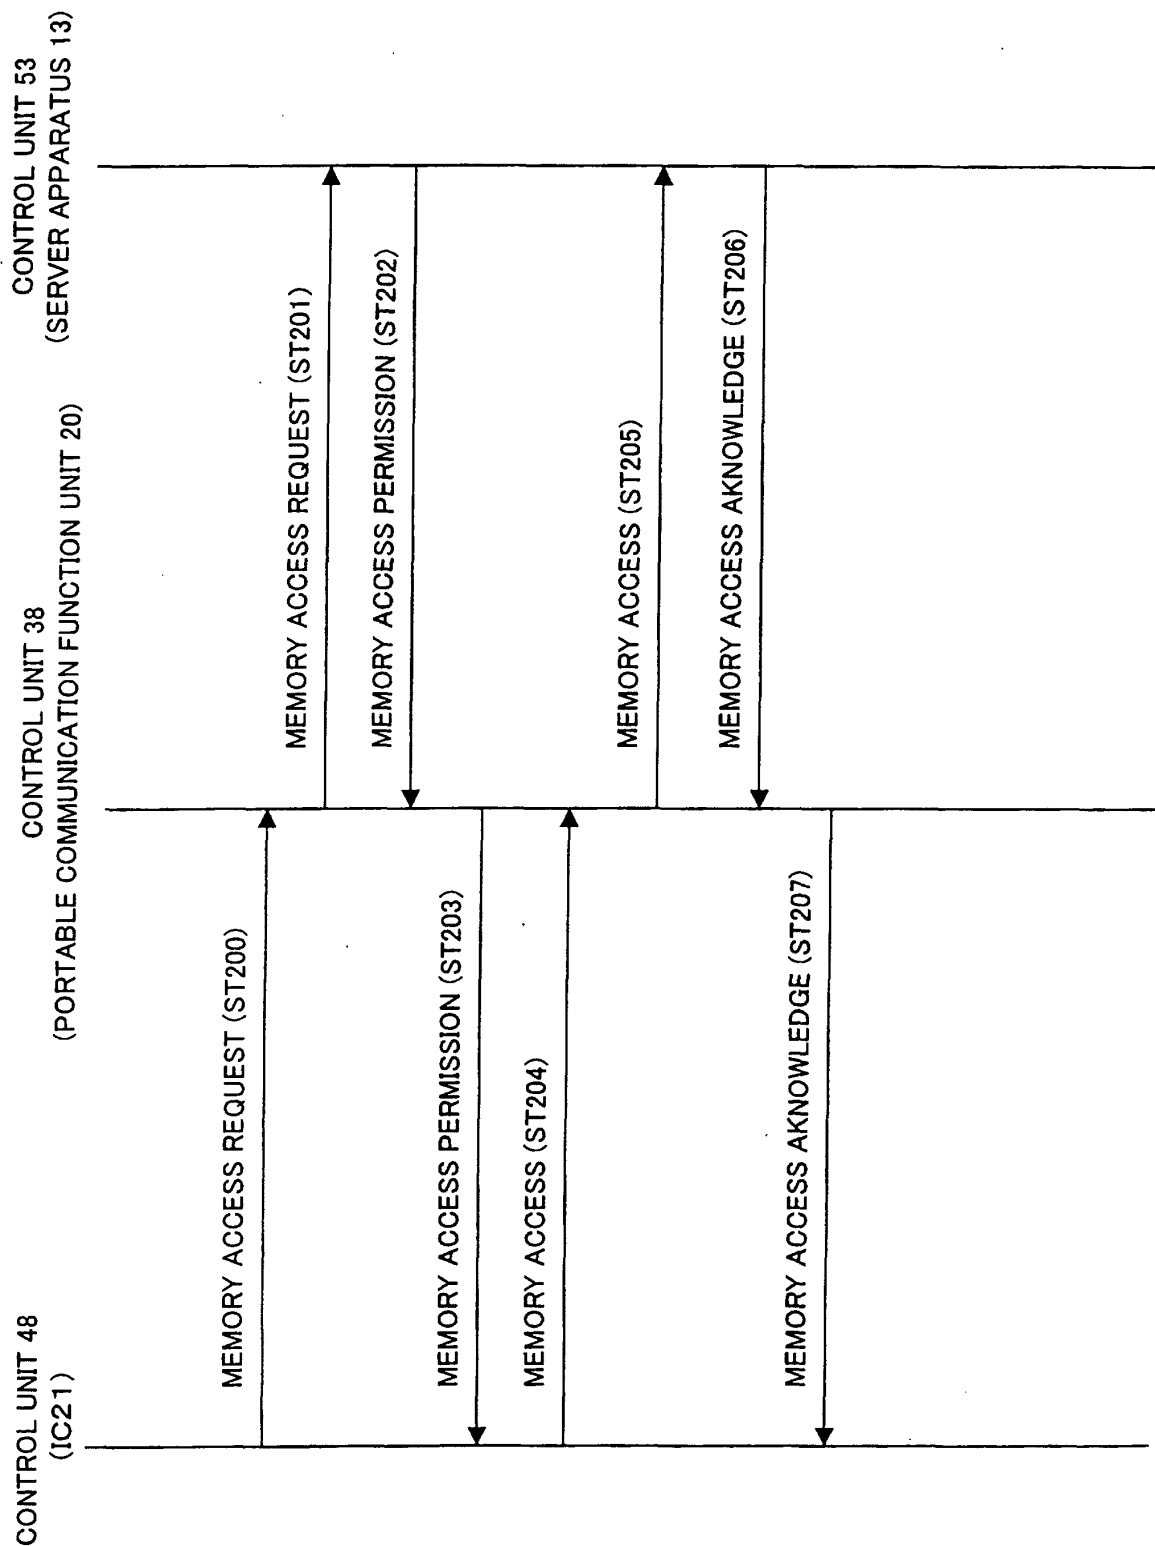 CONTROL UNIT 48
(IC21)
CONTROL UNIT 38
(PORTABLE COMMUNICATION FUNCTION UNIT 20)
CONTROL UNIT 53
(SERVER APPARATUS 13)
MEMORY ACCESS REQUEST (ST200)
MEMORY ACCESS REQUEST (ST201)
MEMORY ACCESS PERMISSION (ST202)
MEMORY ACCESS PERMISSION (ST203)
MEMORY ACCESS (ST204)
MEMORY ACCESS (ST205)
MEMORY ACCESS AKNOWLEDGE (ST206)
MEMORY ACCESS AKNOWLEDGE (ST207)